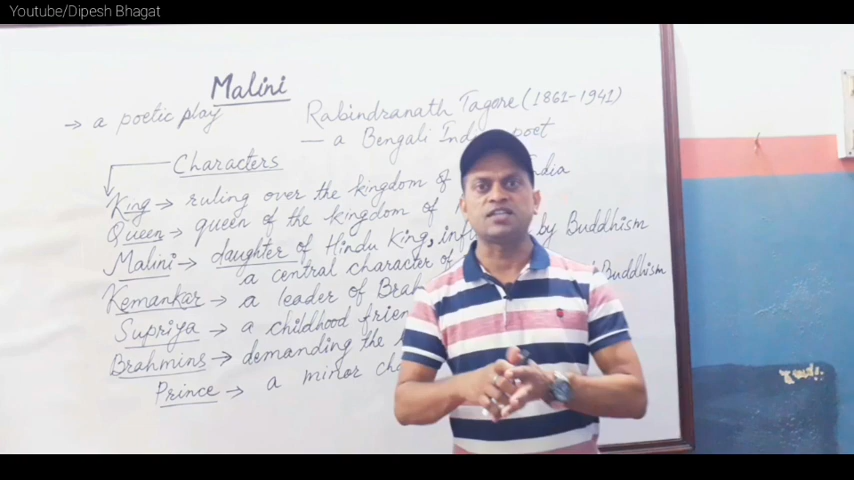 Youtube/Dipesh Bhagat
Malini
→ a poetic play
Rabindranath Tagore (1861-1941)
— a Bengali poet
Characters
King → ruling over the kingdom of
Queen → queen of the kingdom of
Malini → daughter of Hindu King, by Buddhism
a central character of
Kemankar → a leader of Buddhism
Supriya → a childhood
Brahmins → demanding the
Prince → a minor